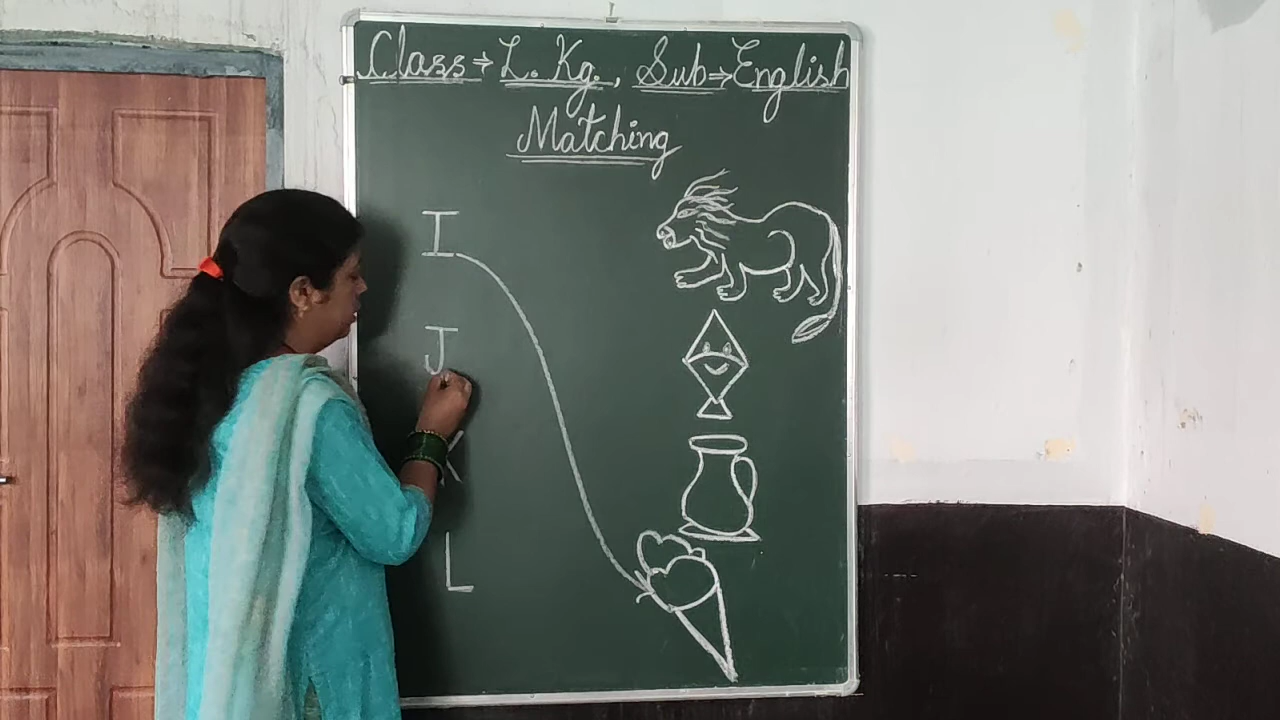 Class → L. Kg., Sub → English
Matching
I
J
K
L